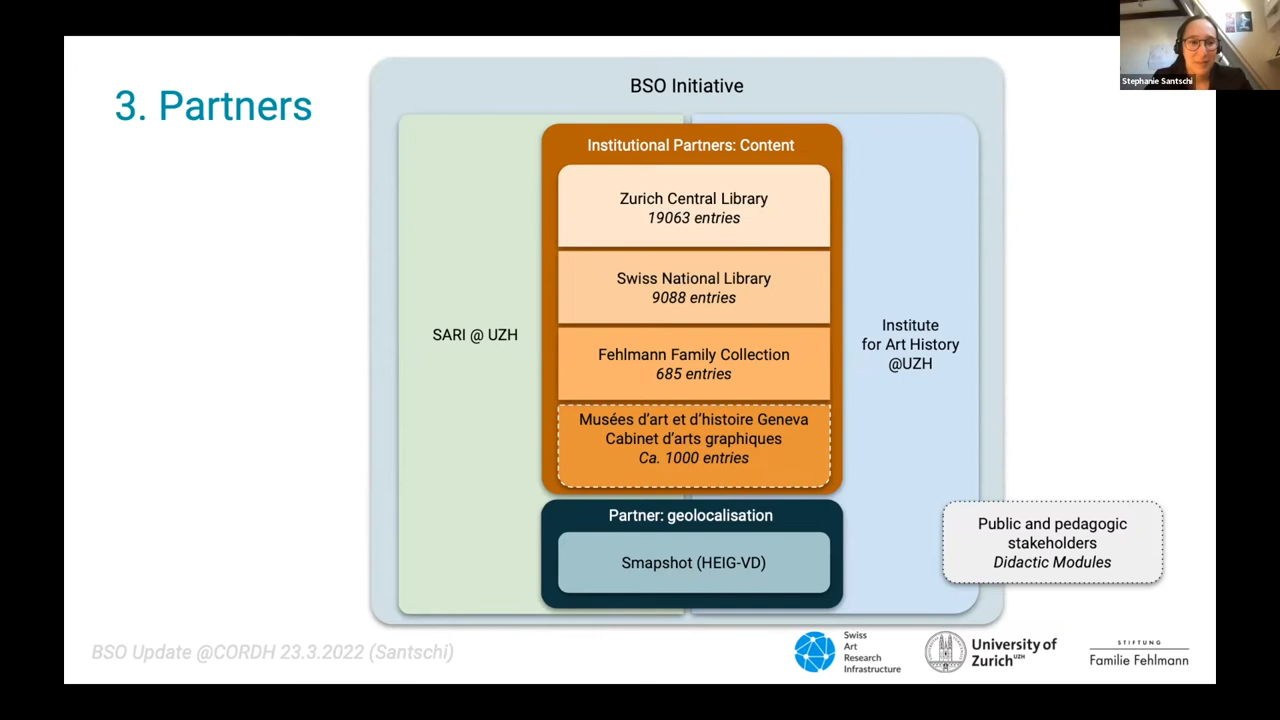 Stephanie Santschi
3. Partners
BSO Initiative
Institutional Partners: Content
Zurich Central Library
19063 entries
Swiss National Library
9088 entries
Fehlmann Family Collection
685 entries
Musées d'art et d'histoire Geneva
Cabinet d'arts graphiques
Ca. 1000 entries
SARI @ UZH
Institute
for Art History
@UZH
Partner: geolocalisation
Smapshot (HEIG-VD)
Public and pedagogic
stakeholders
Didactic Modules
BSO Update @CORDH 23.3.2022 (Santschi)
Swiss
Art
Research
Infrastructure
University of
Zurich UZH
STIFTUNG
Familie Fehlmann